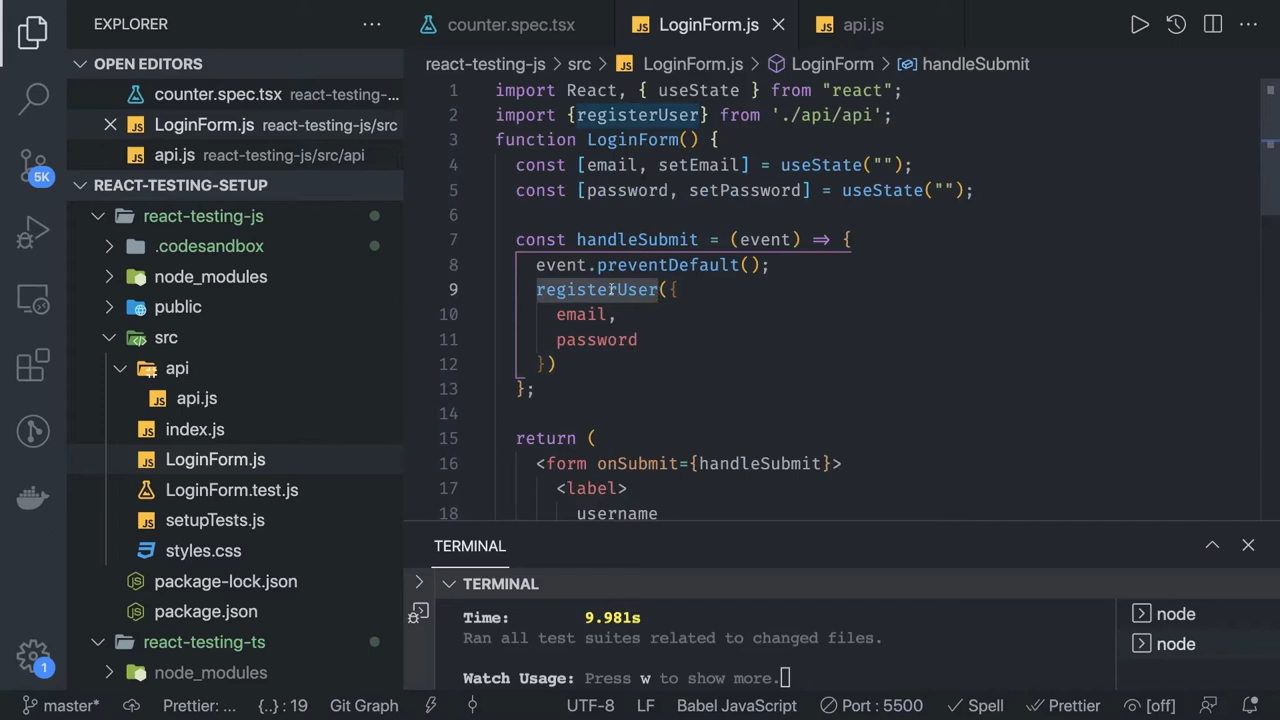 EXPLORER
OPEN EDITORS
counter.spec.tsx react-testing-...
LoginForm.js react-testing-js/src
api.js react-testing-js/src/api
REACT-TESTING-SETUP
react-testing-js
.codesandbox
node_modules
public
src
api
api.js
index.js
LoginForm.js
LoginForm.test.js
setupTests.js
styles.css
package-lock.json
package.json
react-testing-ts
node_modules
5K
1
counter.spec.tsx
LoginForm.js
api.js
react-testing-js > src > JS LoginForm.js > LoginForm > handleSubmit
1 import React, { useState } from "react";
2 import {registerUser} from './api/api';
3 function LoginForm() {
4 const [email, setEmail] = useState("");
5 const [password, setPassword] = useState("");
6
7 const handleSubmit = (event) => {
8 event.preventDefault();
9 registerUser({
10 email,
11 password
12 })
13 };
14
15 return (
16 <form onSubmit={handleSubmit}>
17 <label>
18 username
TERMINAL
TERMINAL
Time: 9.981s
Ran all test suites related to changed files.
Watch Usage: Press w to show more.
node
node
master* Prettier: ... {..} : 19 Git Graph UTF-8 LF Babel JavaScript Port : 5500 Spell Prettier [off]